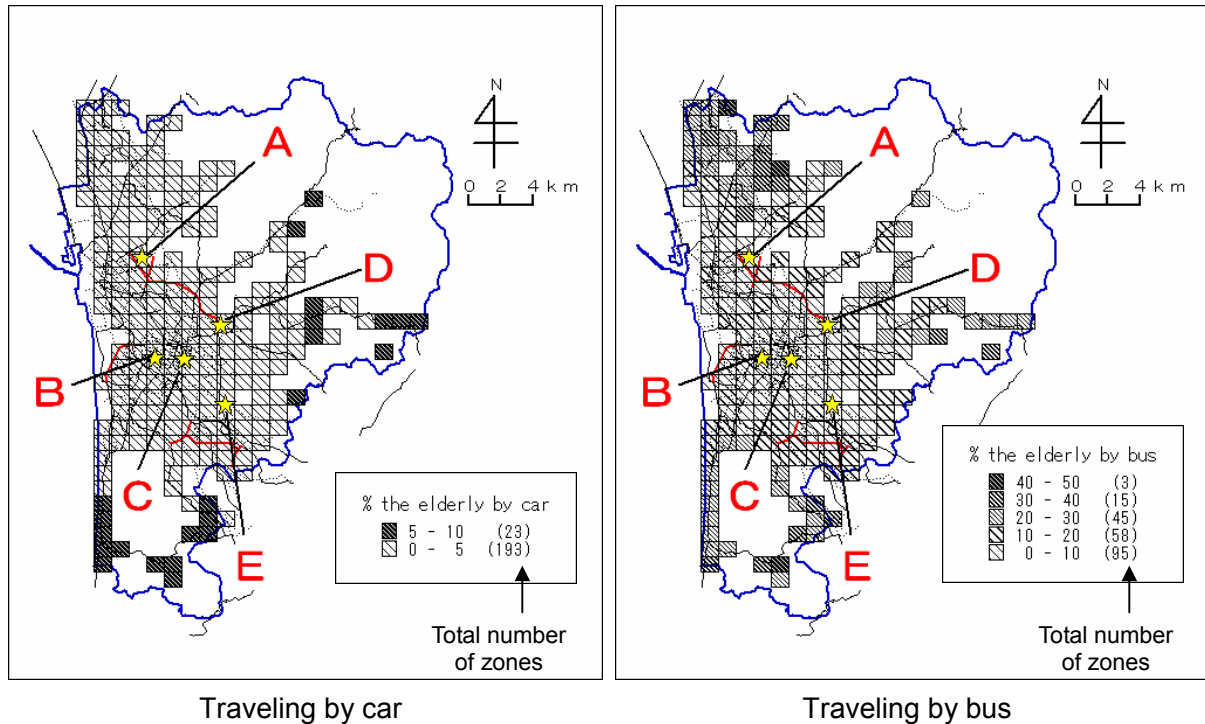 N
0 2 4 km
A
D
B
C
E
% the elderly by car
5 - 10 (23)
0 - 5 (193)
Total number
of zones
Traveling by car
N
0 2 4 km
A
D
B
C
E
% the elderly by bus
40 - 50 (3)
30 - 40 (15)
20 - 30 (45)
10 - 20 (58)
0 - 10 (95)
Total number
of zones
Traveling by bus